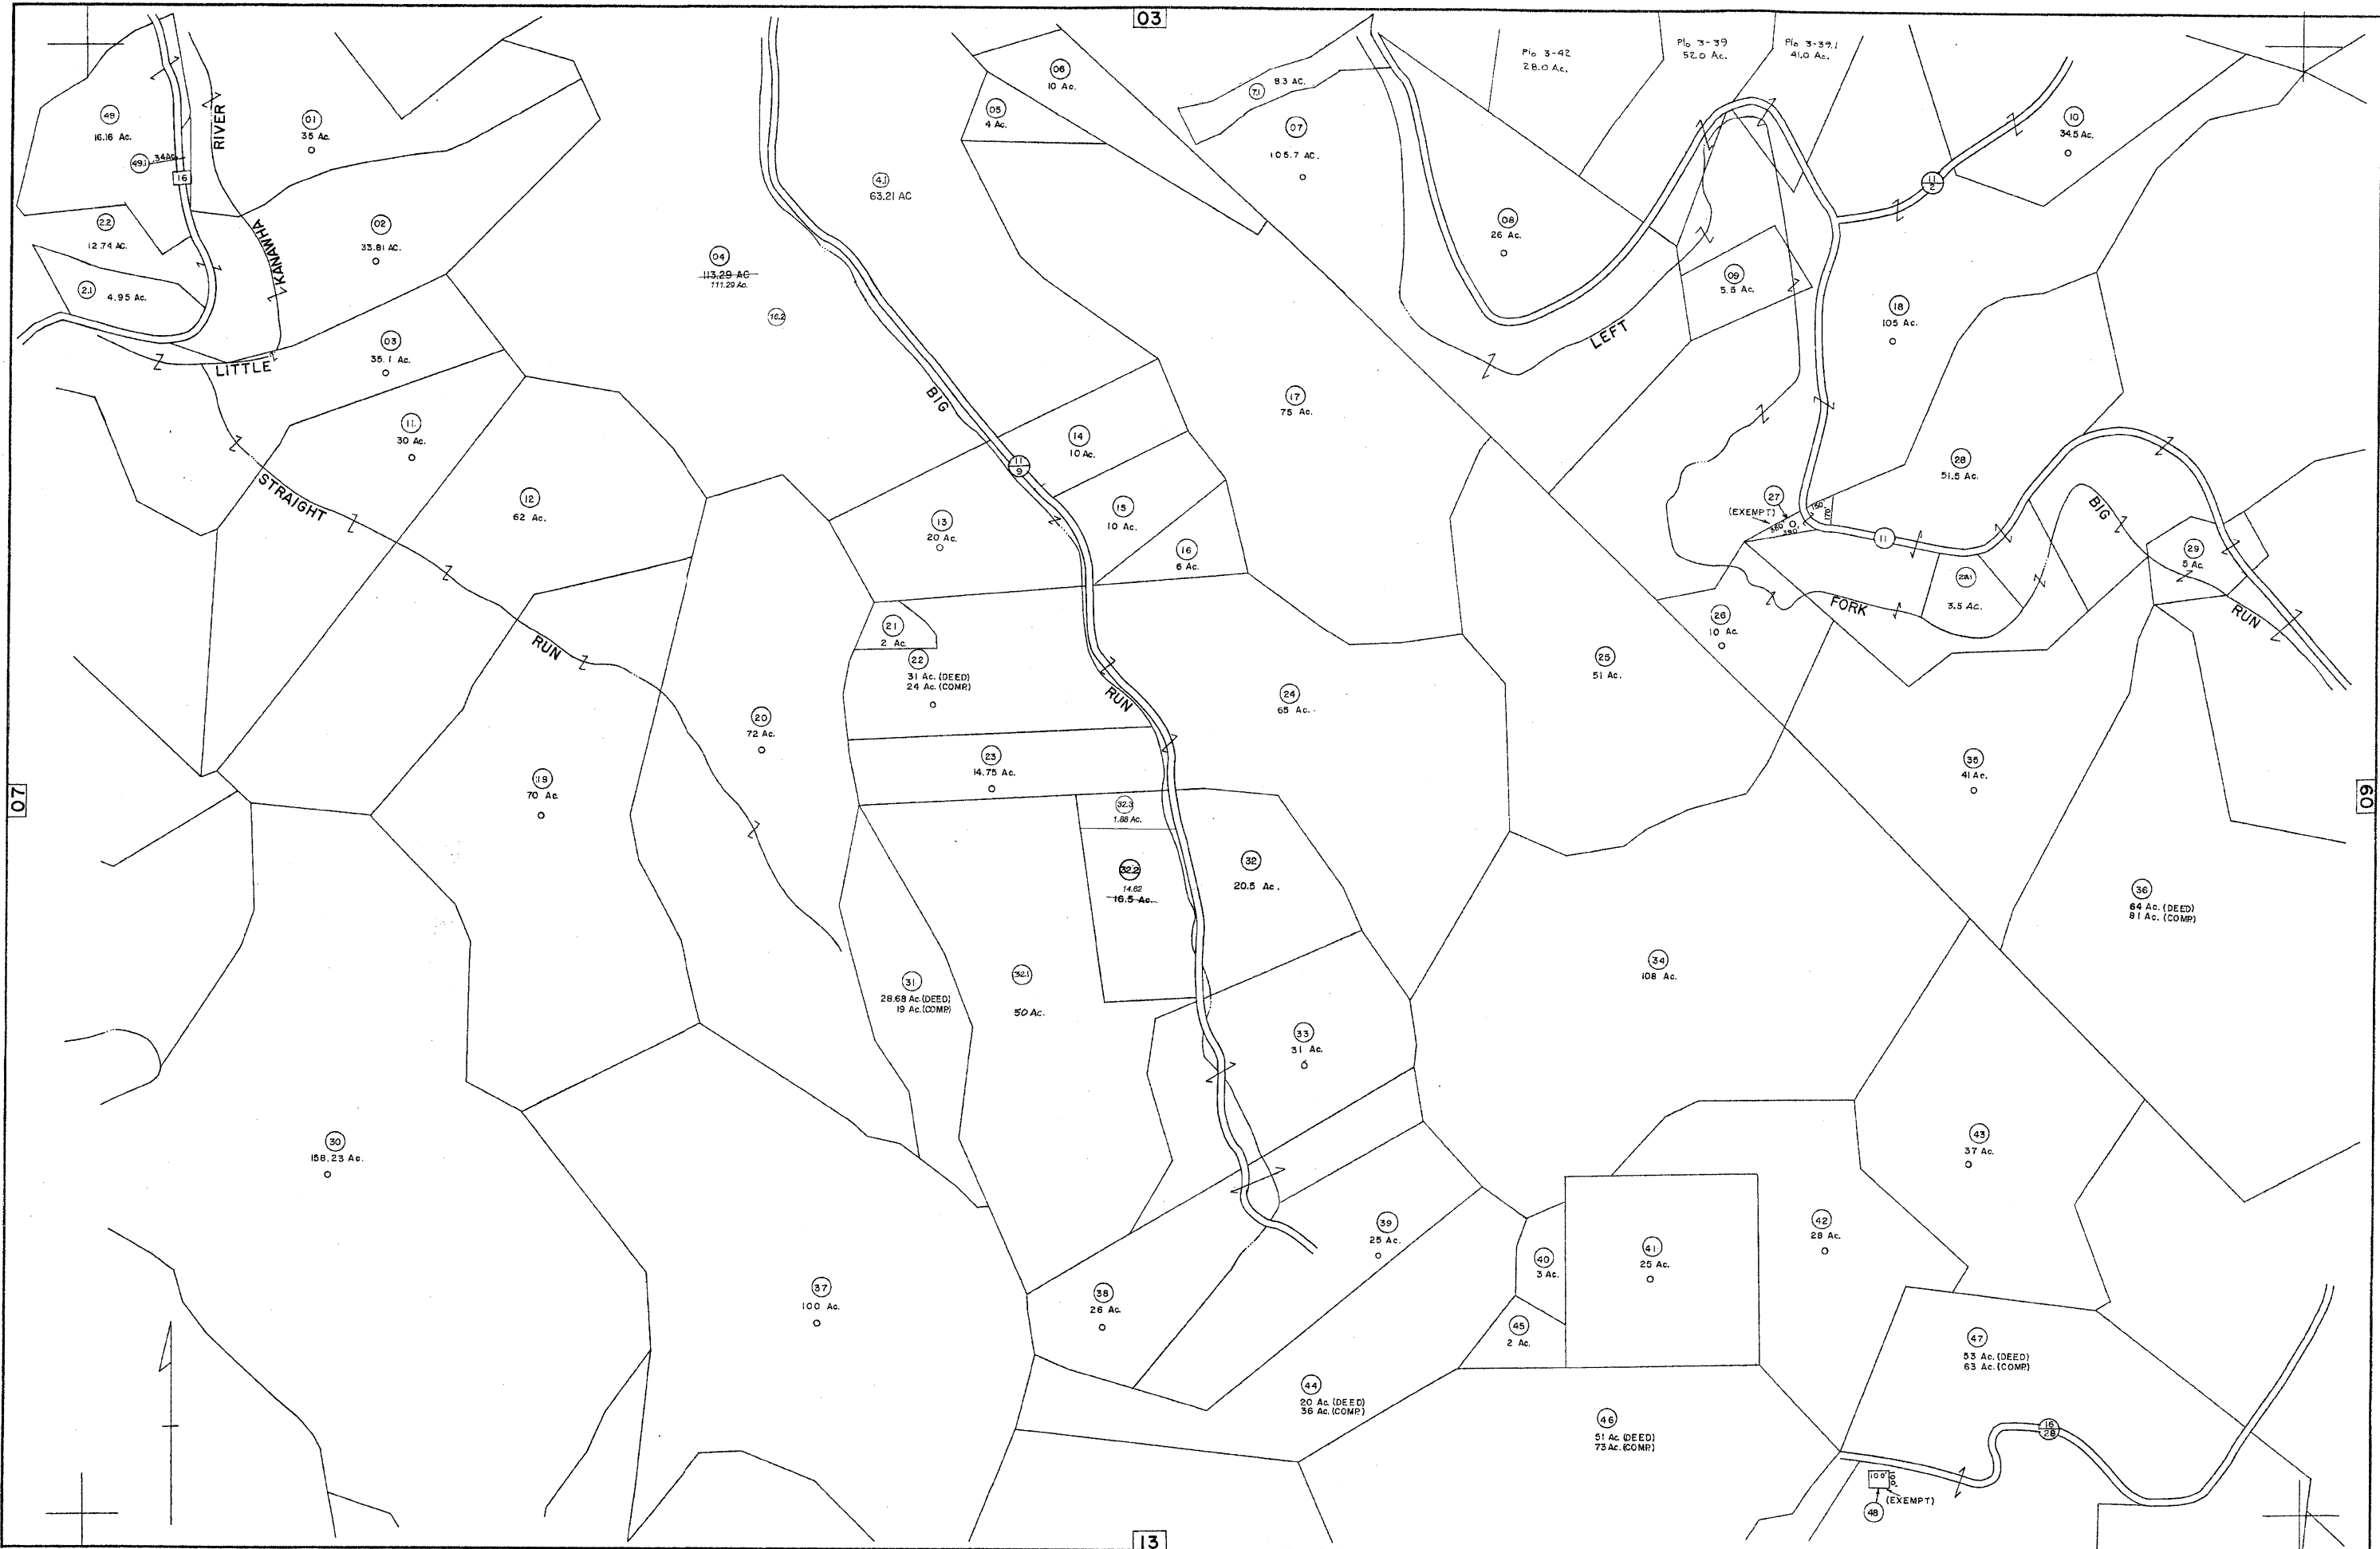 03
P/o 3-42
28.0 Ac.
P/o 3-39
52.0 Ac.
P/o 3-39.1
41.0 Ac.
49
16.16 Ac.
49.1
.34 Ac.
16
RIVER
KANAWHA
LITTLE
01
35 Ac.
06
10 Ac.
05
4 Ac.
7.1
8.3 AC.
07
105.7 AC.
10
34.5 Ac.
11
2
4.1
63.21 AC
2.2
12.74 AC.
02
33.81 AC.
08
26 Ac.
04
113.29 AC
111.29 Ac.
2.1
4.95 Ac.
09
5.5 Ac.
18
105 Ac.
03
35.1 Ac.
LEFT
BIG
17
75 Ac.
11
30 Ac.
14
10 Ac.
11
9
28
51.5 Ac.
STRAIGHT
12
62 Ac.
13
20 Ac.
15
10 Ac.
27
(EXEMPT)
150'
170'
11
BIG
16
6 Ac.
29
5 Ac.
3.5 Ac.
FORK
RUN
26
10 Ac.
21
2 Ac.
22
31 Ac. (DEED)
24 Ac. (COMP.)
RUN
RUN
25
51 Ac.
24
65 Ac.
20
72 Ac.
23
14.75 Ac.
35
41 Ac.
07
19
70 Ac.
09
32.3
1.88 Ac.
32.2
14.62
16.5 Ac.
32
20.5 Ac.
36
64 Ac. (DEED)
81 Ac. (COMP.)
34
108 Ac.
31
28.68 Ac. (DEED)
19 Ac. (COMP.)
32.1
50 Ac.
33
31 Ac.
30
158.23 Ac.
43
37 Ac.
39
25 Ac.
42
28 Ac.
40
3 Ac.
41
25 Ac.
37
100 Ac.
38
26 Ac.
45
2 Ac.
47
53 Ac. (DEED)
63 Ac. (COMP.)
44
20 Ac. (DEED)
36 Ac. (COMP.)
46
51 Ac. (DEED)
73 Ac. (COMP.)
16
28
100'
100'
(EXEMPT)
48
13